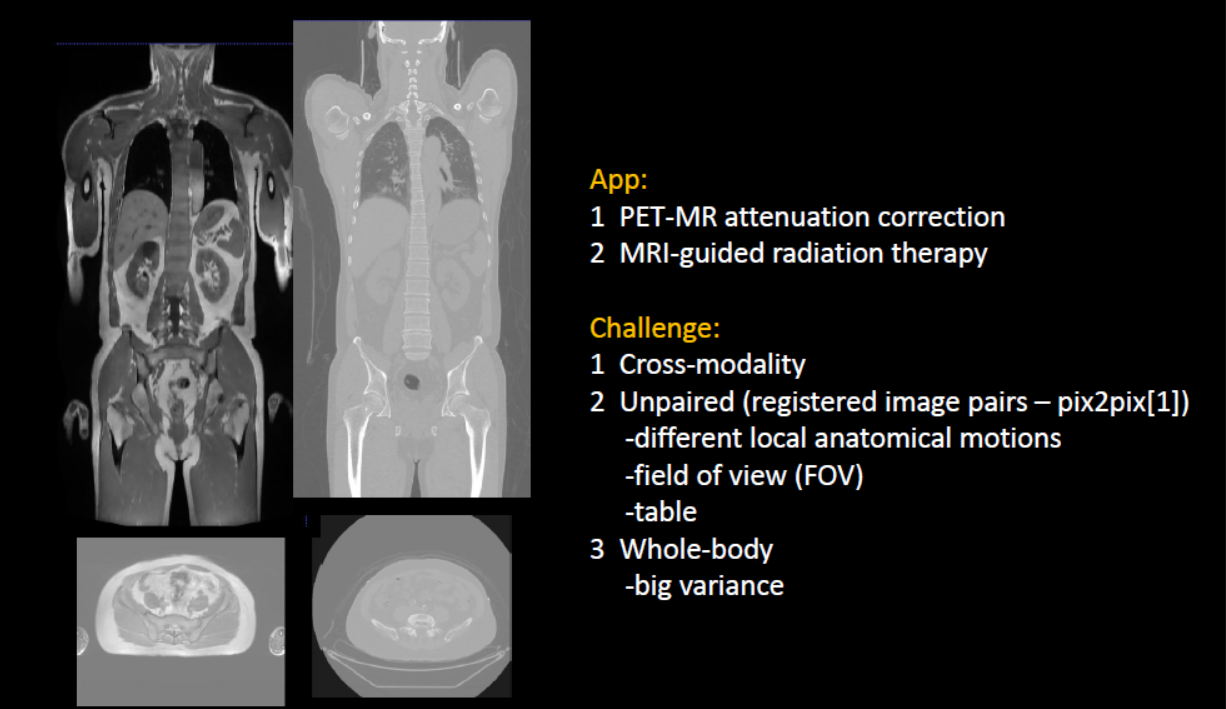 App:
1 PET-MR attenuation correction
2 MRI-guided radiation therapy
Challenge:
1 Cross-modality
2 Unpaired (registered image pairs – pix2pix[1])
-different local anatomical motions
-field of view (FOV)
-table
3 Whole-body
-big variance